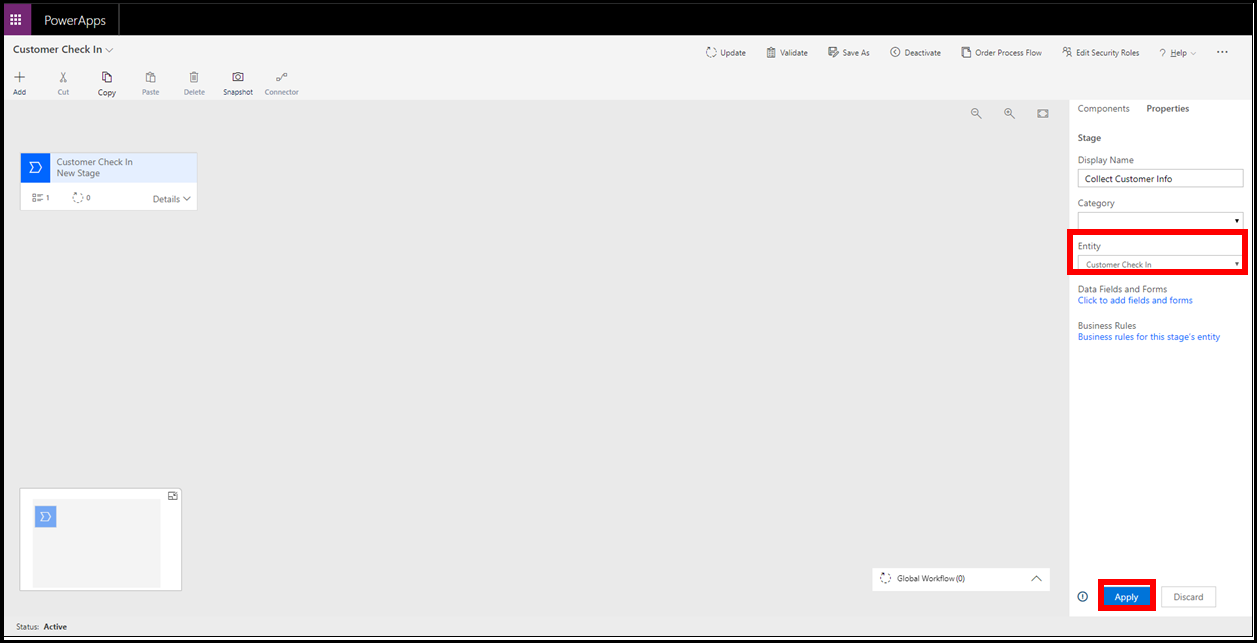 PowerApps
Customer Check In
Update Validate Save As Deactivate Order Process Flow Edit Security Roles ? Help ...
Add Cut Copy Paste Delete Snapshot Connector
Components Properties
Stage
Display Name
Collect Customer Info
Category
Entity
Customer Check In
Data Fields and Forms
Click to add fields and forms
Business Rules
Business rules for this stage's entity
Customer Check In
New Stage
1 0 Details
Global Workflow (0)
Apply Discard
Status: Active